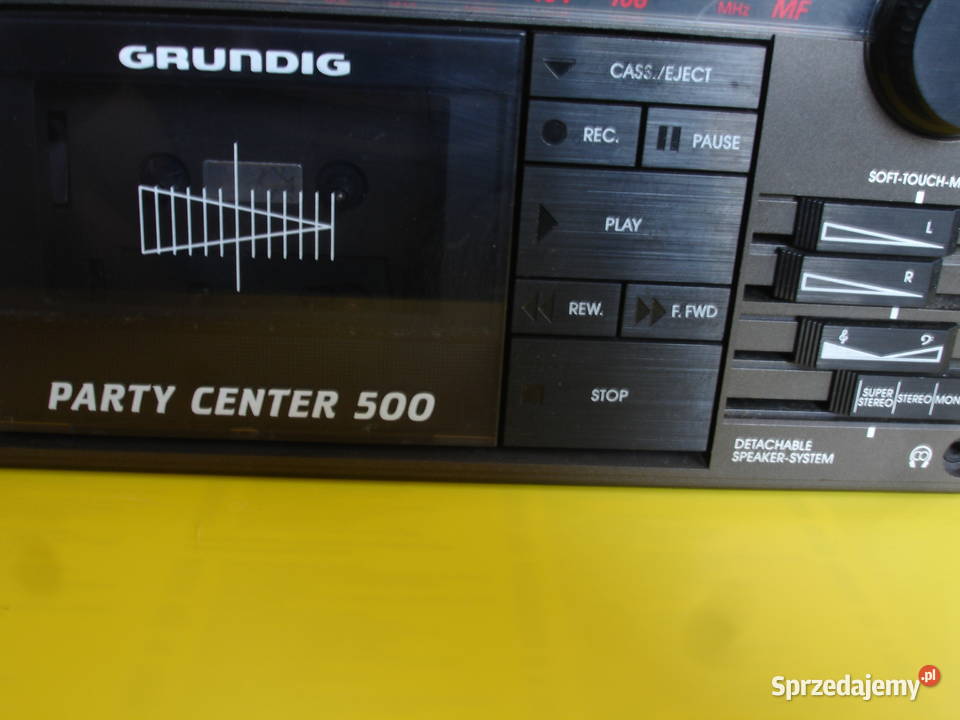 MHz MF
GRUNDIG
CASS./EJECT
REC. PAUSE
SOFT-TOUCH-M
PLAY
L
R
REW. F. FWD
SUPER STEREO STEREO MON
STOP
PARTY CENTER 500
DETACHABLE
SPEAKER-SYSTEM
Sprzedajemy.pl